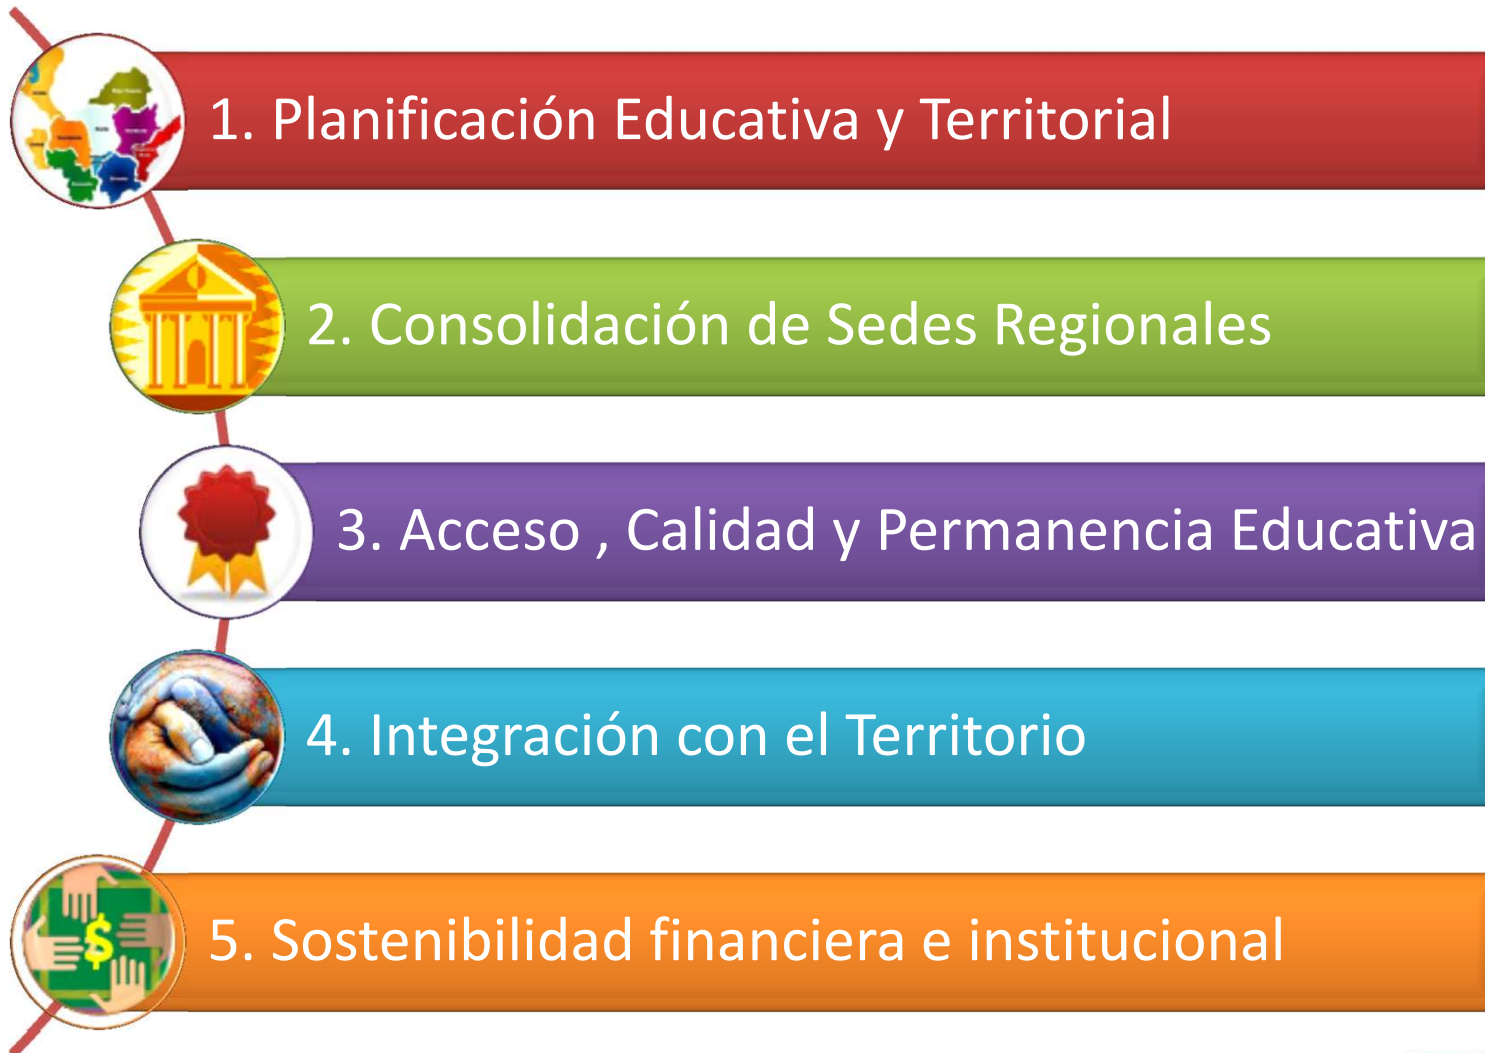 1. Planificación Educativa y Territorial
2. Consolidación de Sedes Regionales
3. Acceso , Calidad y Permanencia Educativa
4. Integración con el Territorio
5. Sostenibilidad financiera e institucional